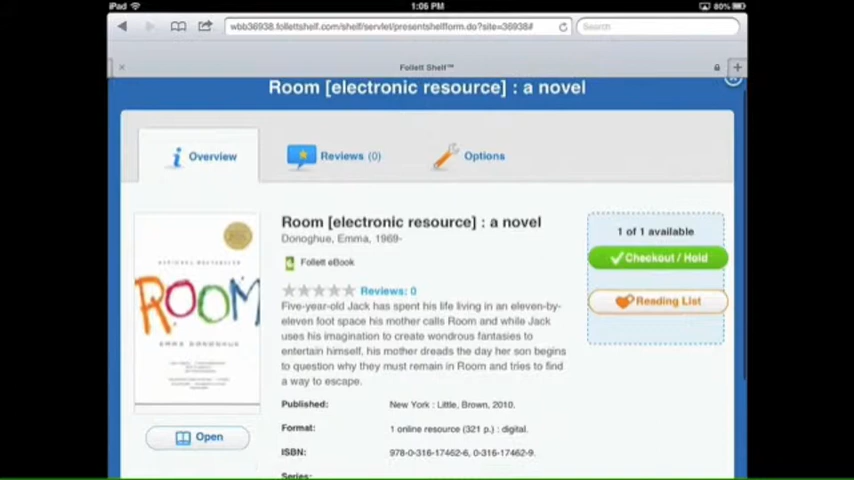 iPad 1:06 PM 80%
wbb36938.follettshelf.com/shelf/servlet/presentshelfform.do?site=36938# Search
Follett Shelf™
Room [electronic resource] : a novel
Overview Reviews (0) Options
Room [electronic resource] : a novel
Donoghue, Emma, 1969-
Follett eBook
Reviews: 0
Five-year-old Jack has spent his life living in an eleven-by-
eleven foot space his mother calls Room and while Jack
uses his imagination to create wondrous fantasies to
entertain himself, his mother dreads the day her son begins
to question why they must remain in Room and tries to find
a way to escape.
Published: New York : Little, Brown, 2010.
Format: 1 online resource (321 p.) : digital.
ISBN: 978-0-316-17462-6, 0-316-17462-9.
Series:
1 of 1 available
Checkout / Hold
Reading List
NATIONAL BESTSELLER
ROOM
EMMA DONOGHUE
Open